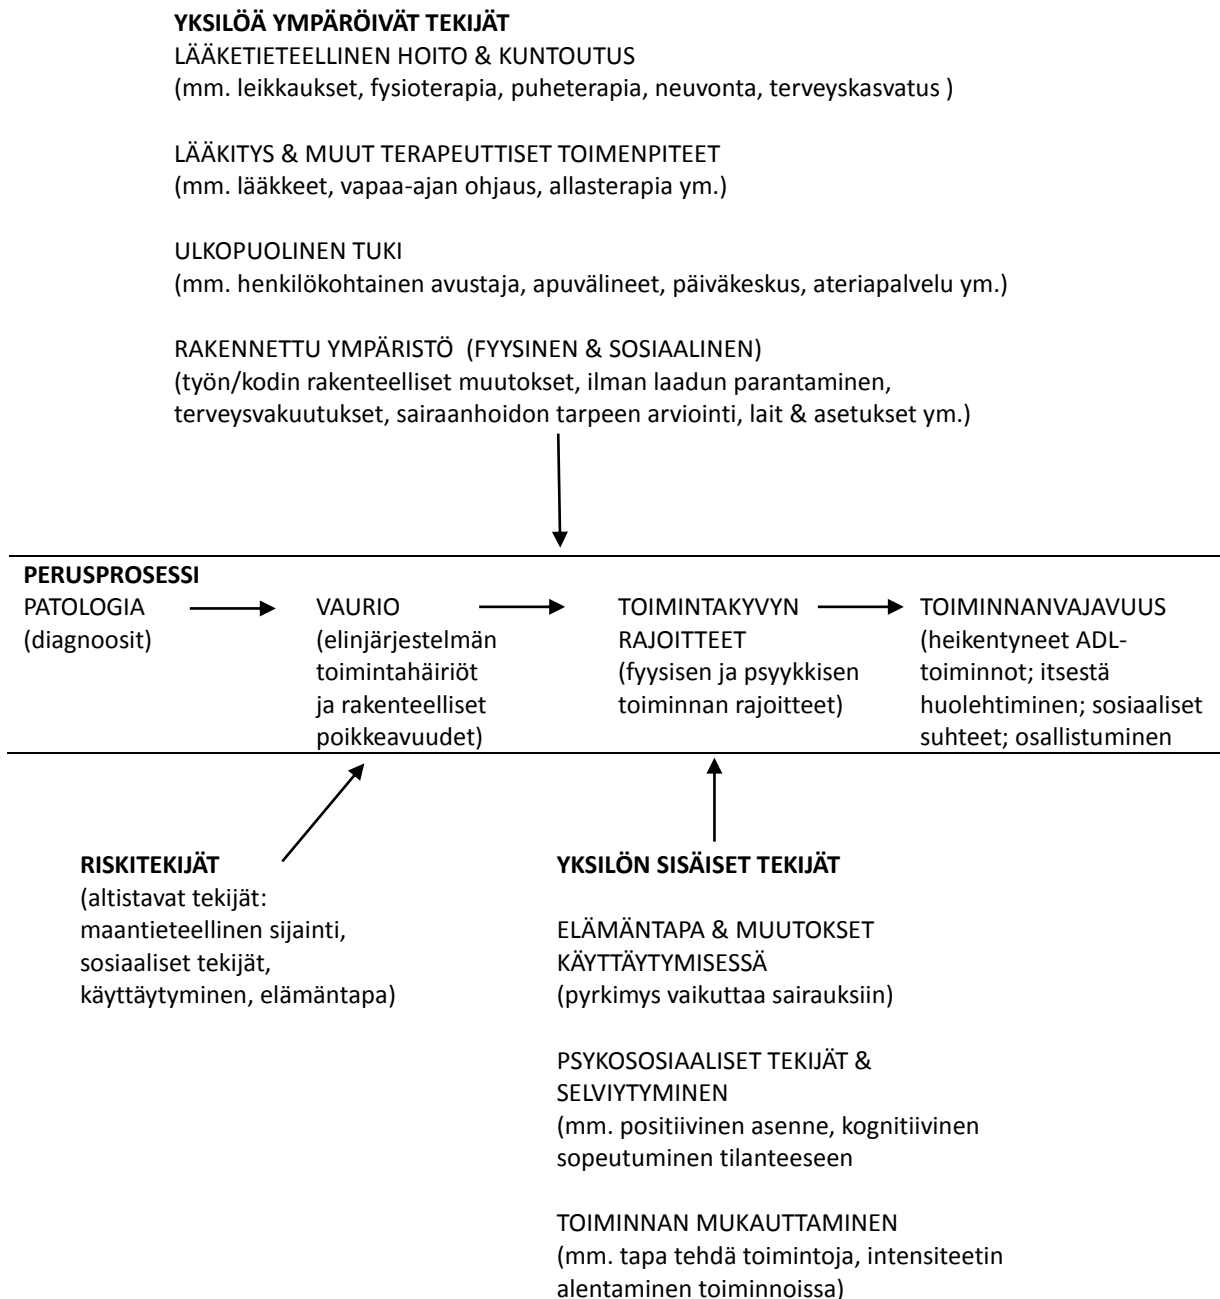 YKSILÖÄ YMPÄRÖIVÄT TEKIJÄT
LÄÄKETIETEELLINEN HOITO & KUNTOUTUS
(mm. leikkaukset, fysioterapia, puheterapia, neuvonta, terveyskasvatus )
LÄÄKITYS & MUUT TERAPEUTTISET TOIMENPITEET
(mm. lääkkeet, vapaa-ajan ohjaus, allasterapia ym.)
ULKOPUOLINEN TUKI
(mm. henkilökohtainen avustaja, apuvälineet, päiväkeskus, ateriapalvelu ym.)
RAKENNETTU YMPÄRISTÖ (FYYSINEN & SOSIAALINEN)
(työn/kodin rakenteelliset muutokset, ilman laadun parantaminen,
terveysvakuutukset, sairaanhoidon tarpeen arviointi, lait & asetukset ym.)
PERUSPROSESSI
PATOLOGIA
(diagnoosit)
VAURIO
(elinjärjestelmän
toimintahäiriöt
ja rakenteelliset
poikkeavuudet)
TOIMINTAKYVYN
RAJOITTEET
(fyysisen ja psyykkisen
toiminnan rajoitteet)
TOIMINNANVAJAVUUS
(heikentyneet ADL-
toiminnot; itsestä
huolehtiminen; sosiaaliset
suhteet; osallistuminen
RISKITEKIJÄT
(altistavat tekijät:
maantieteellinen sijainti,
sosiaaliset tekijät,
käyttäytyminen, elämäntapa)
YKSILÖN SISÄISET TEKIJÄT
ELÄMÄNTAPA & MUUTOKSET
KÄYTTÄYTYMISESSÄ
(pyrkimys vaikuttaa sairauksiin)
PSYKOSOSIAALISET TEKIJÄT &
SELVIYTYMINEN
(mm. positiivinen asenne, kognitiivinen
sopeutuminen tilanteeseen
TOIMINNAN MUKAUTTAMINEN
(mm. tapa tehdä toimintoja, intensiteetin
alentaminen toiminnoissa)